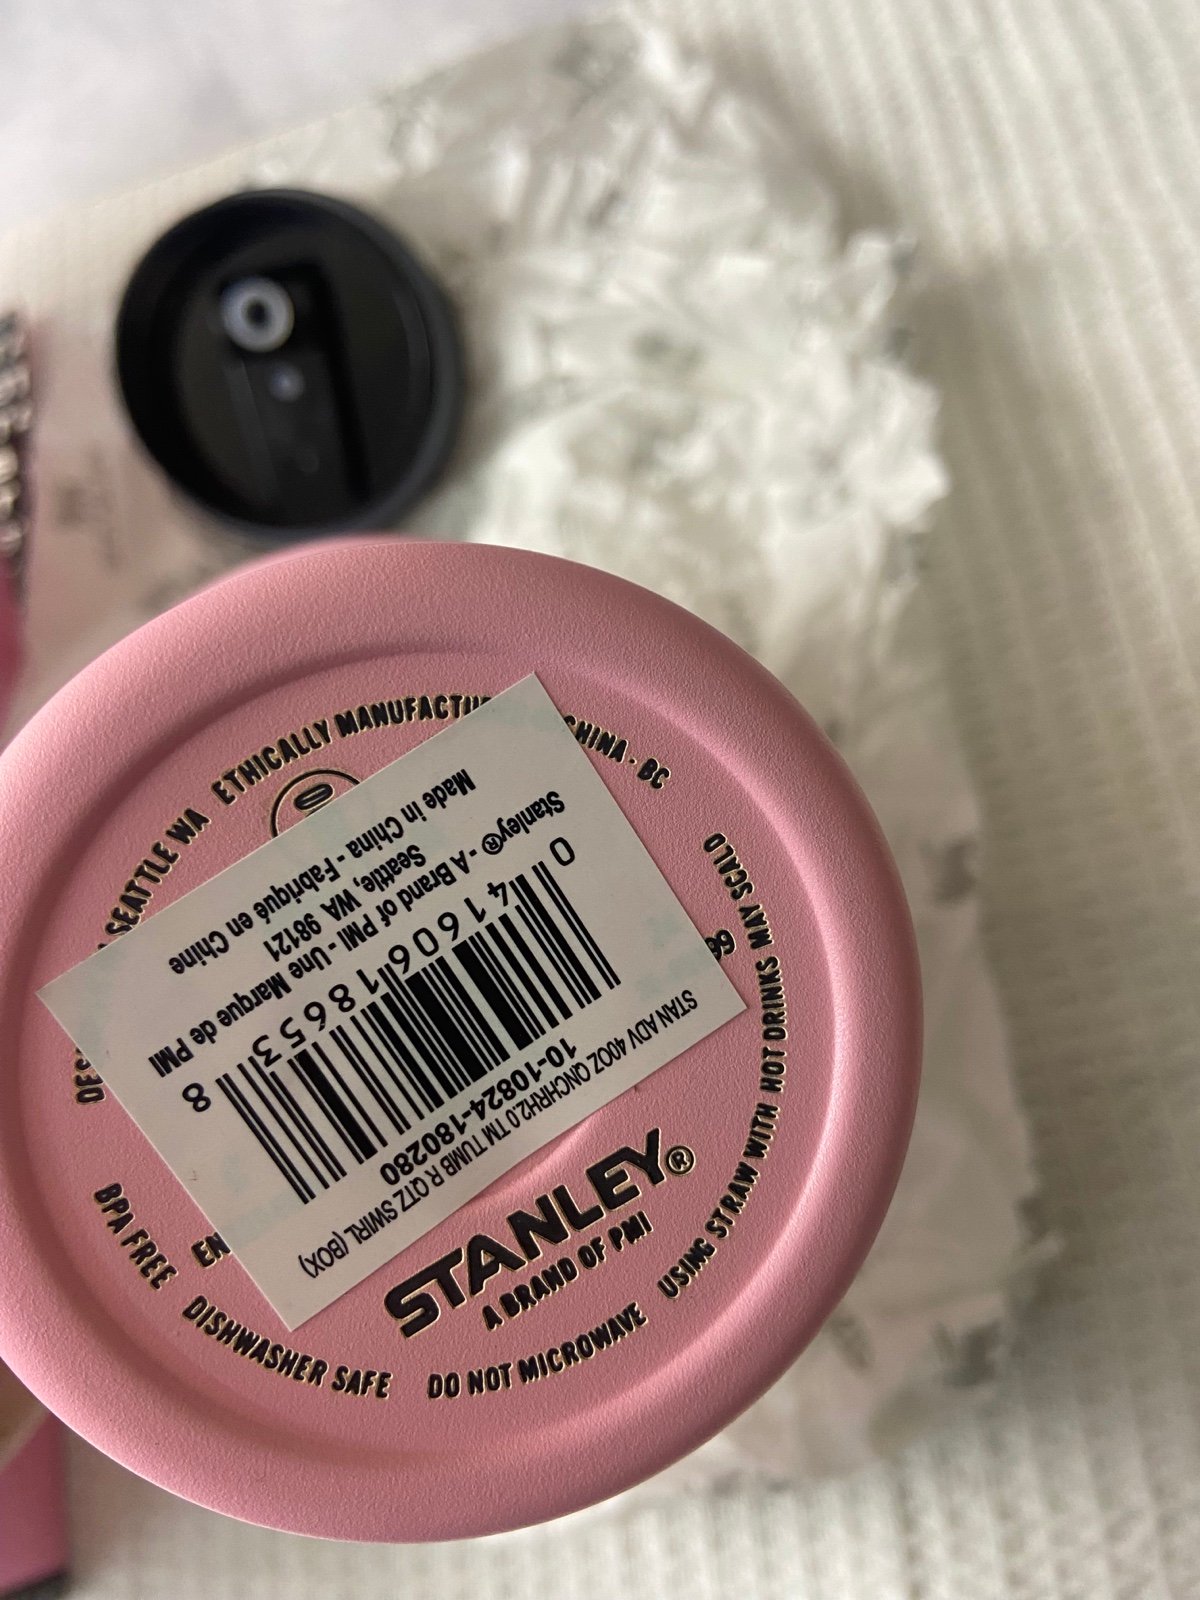 ETHICALLY MANUFACTU
CHINA . BC
SEATTLE WA
Made in China - Fabriqué en Chine
Seattle, WA 98121
Stanley® - A Brand of PMI - Une Marque de PMI
0 41606 18653 8
10-10824-180280
STAN ADV 40OZ QNCHRH2.0 TM TUMB R QTZ SWIRL (BOX)
STANLEY®
A BRAND OF PMI
BPA FREE
DISHWASHER SAFE
DO NOT MICROWAVE
USING STRAW WITH HOT DRINKS MAY SCALD
EN